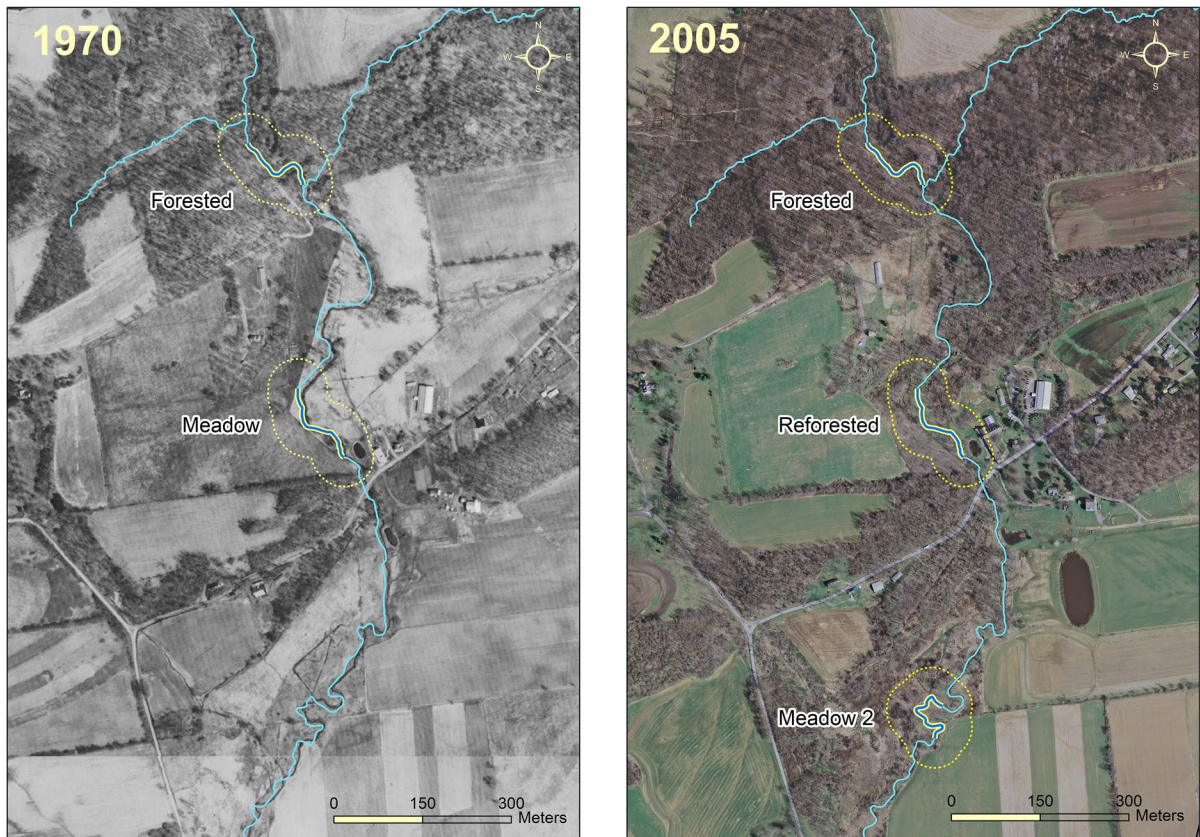 1970
N
W E
S
Forested
Meadow
0 150 300
Meters
2005
N
W E
S
Forested
Reforested
Meadow 2
0 150 300
Meters